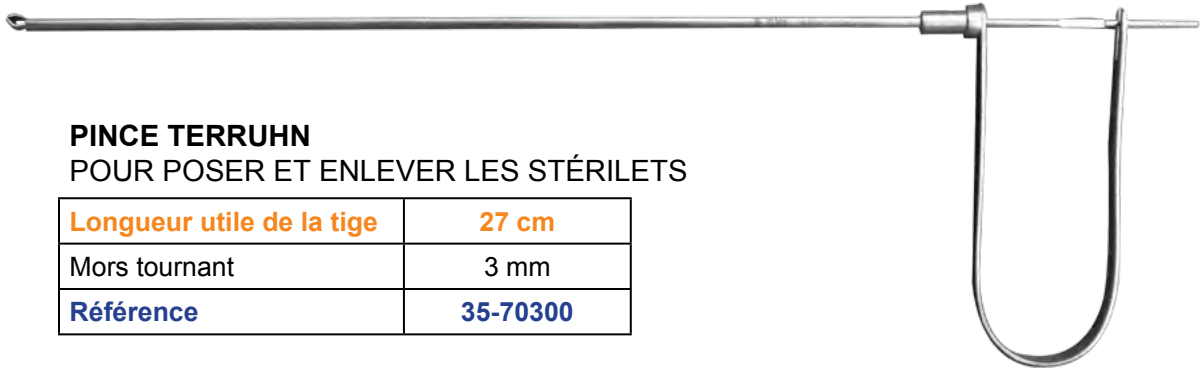 PINCE TERRUHN
POUR POSER ET ENLEVER LES STÉRILETS
Longueur utile de la tige 27 cm
Mors tournant 3 mm
Référence 35-70300